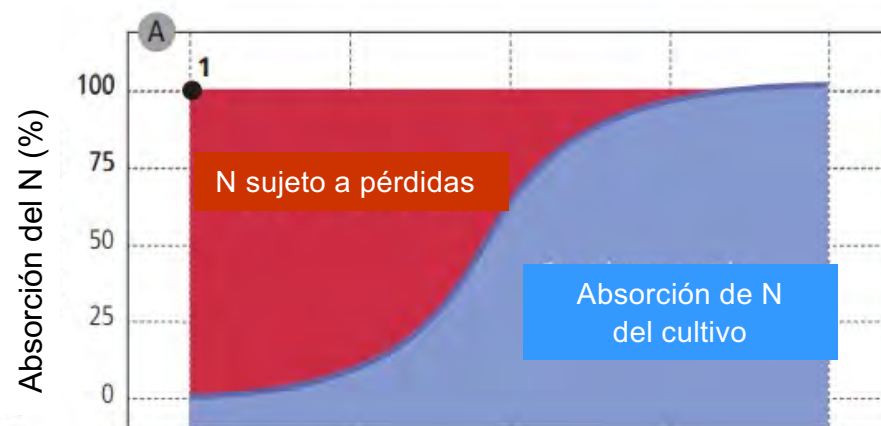 A
1
100
75
50
25
0
Absorción del N (%)
N sujeto a pérdidas
Absorción de N
del cultivo